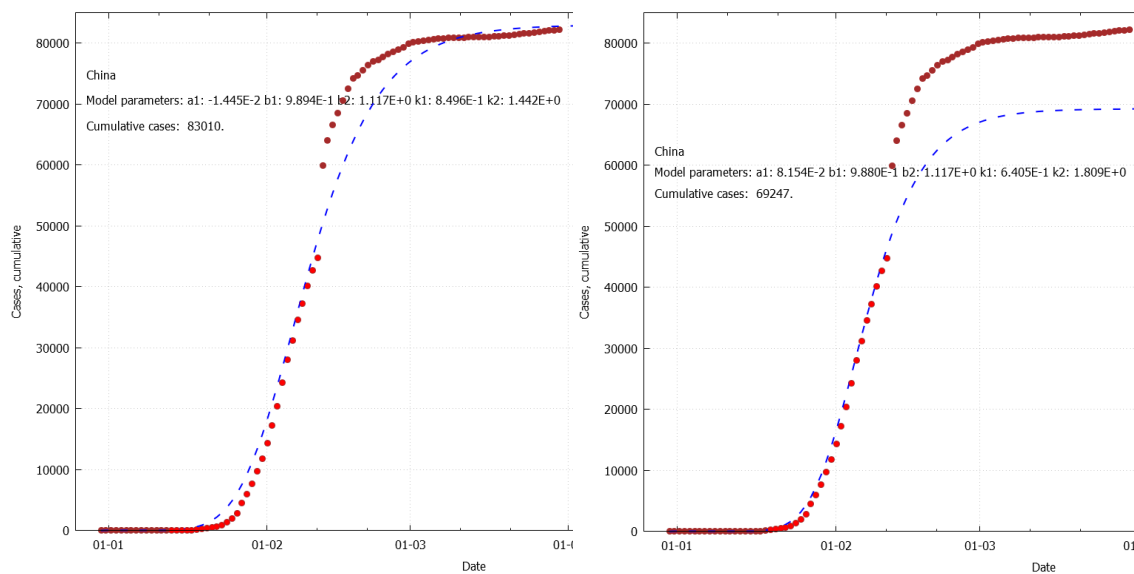 80000
70000
60000
50000
40000
30000
20000
10000
0
Cases, cumulative
China
Model parameters: a1: -1.445E-2 b1: 9.894E-1 b2: 1.117E+0 k1: 8.496E-1 k2: 1.442E+0
Cumulative cases: 83010.
01-01
01-02
01-03
Date
80000
70000
60000
50000
40000
30000
20000
10000
0
Cases, cumulative
China
Model parameters: a1: 8.154E-2 b1: 9.880E-1 b2: 1.117E+0 k1: 6.405E-1 k2: 1.809E+0
Cumulative cases: 69247.
01-01
01-02
01-03
Date